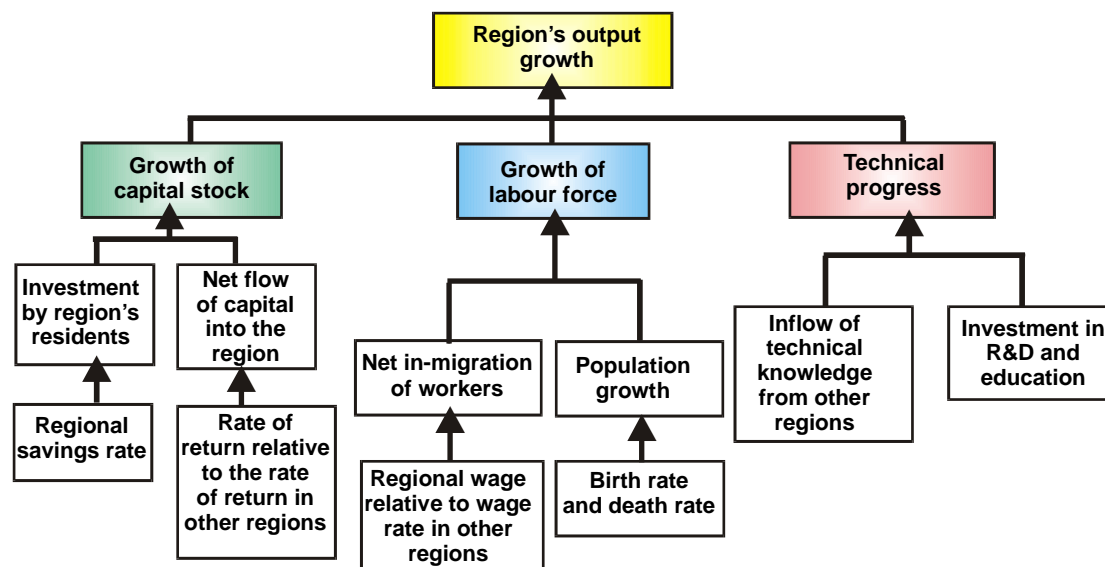 Region’s output
growth
Growth of
capital stock
Growth of
labour force
Technical
progress
Investment
by region’s
residents
Net flow
of capital
into the
region
Net in-migration
of workers
Population
growth
Inflow of
technical
knowledge
from other
regions
Investment in
R&D and
education
Regional
savings rate
Rate of
return relative
to the rate
of return in
other regions
Regional wage
relative to wage
rate in other
regions
Birth rate
and death rate